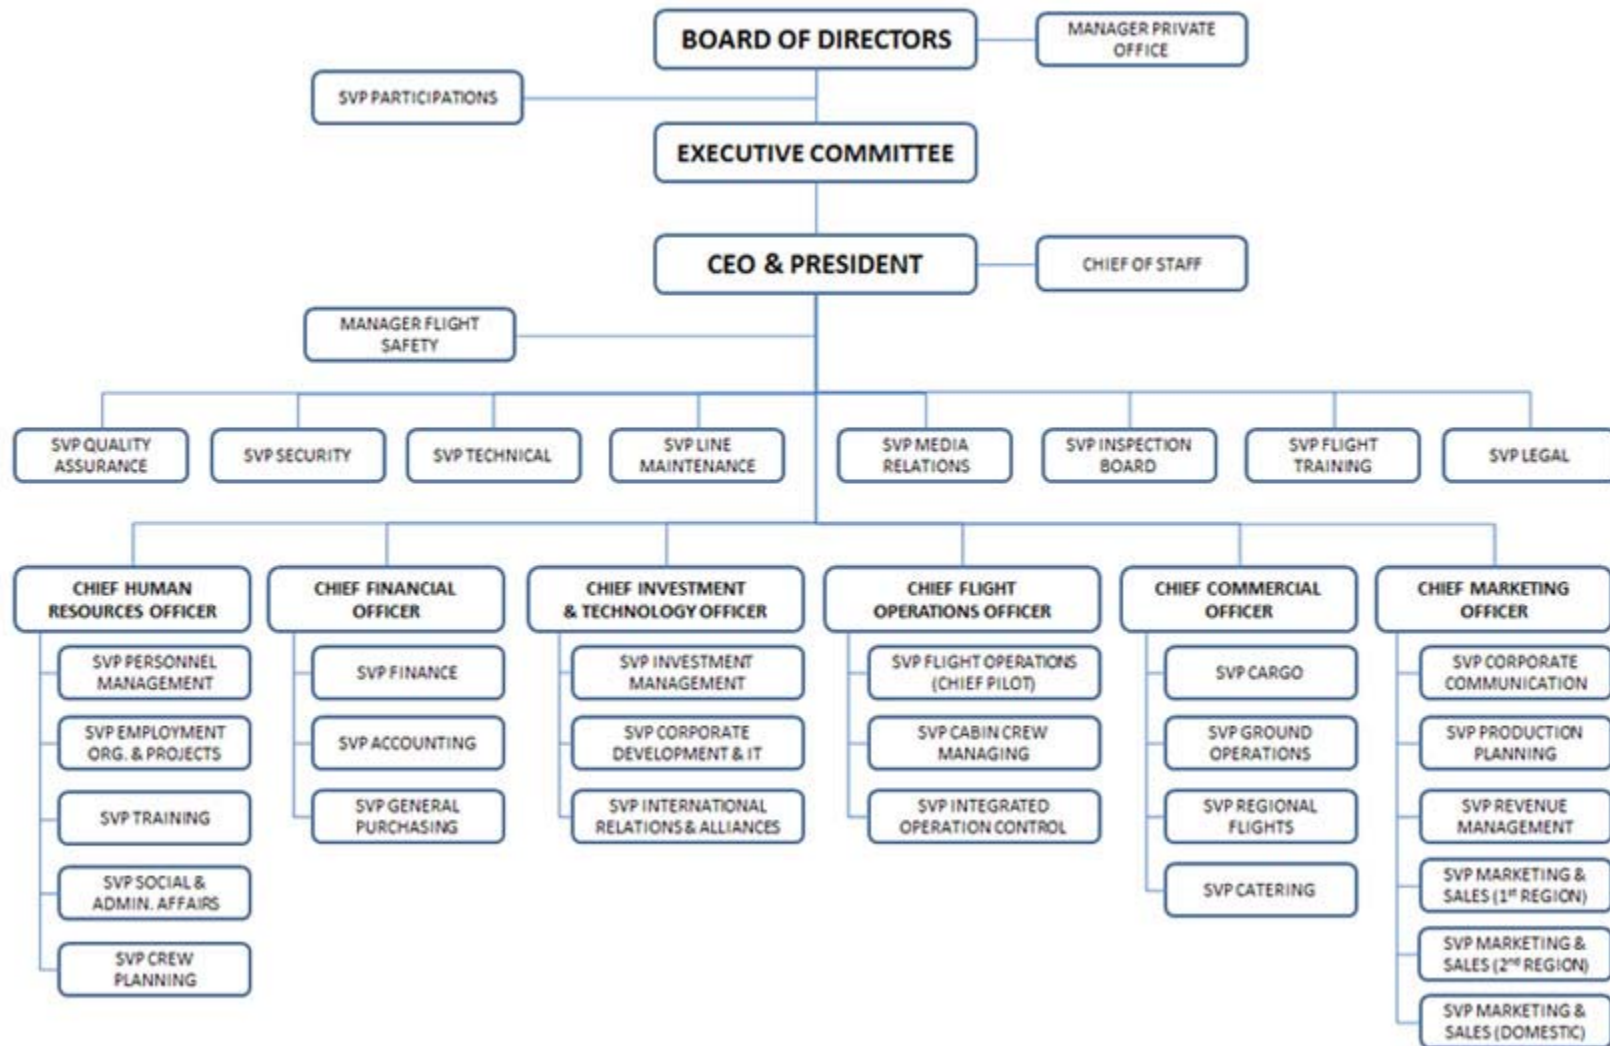 BOARD OF DIRECTORS
MANAGER PRIVATE
OFFICE
SVP PARTICIPATIONS
EXECUTIVE COMMITTEE
CEO & PRESIDENT
CHIEF OF STAFF
MANAGER FLIGHT
SAFETY
SVP QUALITY
ASSURANCE
SVP SECURITY
SVP TECHNICAL
SVP LINE
MAINTENANCE
SVP MEDIA
RELATIONS
SVP INSPECTION
BOARD
SVP FLIGHT
TRAINING
SVP LEGAL
CHIEF HUMAN
RESOURCES OFFICER
SVP PERSONNEL
MANAGEMENT
SVP EMPLOYMENT
ORG. & PROJECTS
SVP TRAINING
SVP SOCIAL &
ADMIN. AFFAIRS
SVP CREW
PLANNING
CHIEF FINANCIAL
OFFICER
SVP FINANCE
SVP ACCOUNTING
SVP GENERAL
PURCHASING
CHIEF INVESTMENT
& TECHNOLOGY OFFICER
SVP INVESTMENT
MANAGEMENT
SVP CORPORATE
DEVELOPMENT & IT
SVP INTERNATIONAL
RELATIONS & ALLIANCES
CHIEF FLIGHT
OPERATIONS OFFICER
SVP FLIGHT OPERATIONS
(CHIEF PILOT)
SVP CABIN CREW
MANAGING
SVP INTEGRATED
OPERATION CONTROL
CHIEF COMMERCIAL
OFFICER
SVP CARGO
SVP GROUND
OPERATIONS
SVP REGIONAL
FLIGHTS
SVP CATERING
CHIEF MARKETING
OFFICER
SVP CORPORATE
COMMUNICATION
SVP PRODUCTION
PLANNING
SVP REVENUE
MANAGEMENT
SVP MARKETING &
SALES (1st REGION)
SVP MARKETING &
SALES (2nd REGION)
SVP MARKETING &
SALES (DOMESTIC)